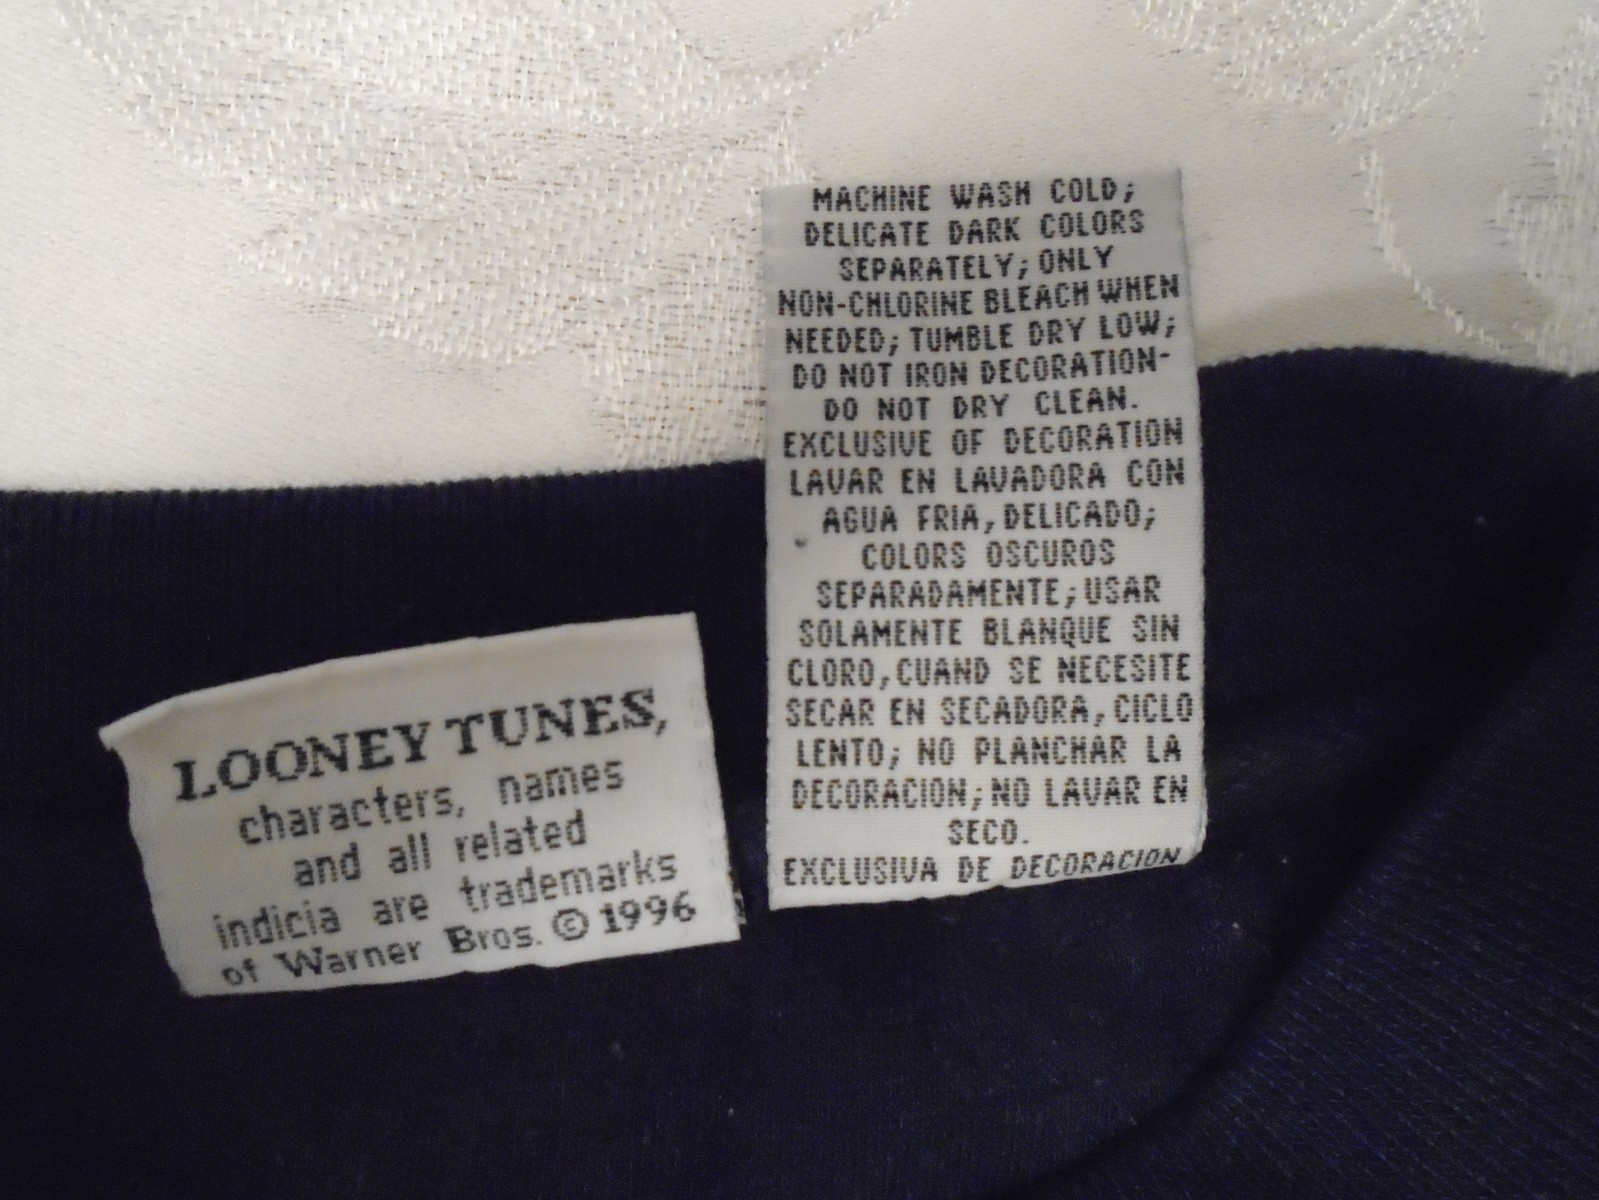 LOONEY TUNES,
characters, names
and all related
indicia are trademarks
of Warner Bros. © 1996
MACHINE WASH COLD;
DELICATE DARK COLORS
SEPARATELY; ONLY
NON-CHLORINE BLEACH WHEN
NEEDED; TUMBLE DRY LOW;
DO NOT IRON DECORATION-
DO NOT DRY CLEAN.
EXCLUSIVE OF DECORATION
LAVAR EN LAVADORA CON
AGUA FRIA, DELICADO;
COLORS OSCUROS
SEPARADAMENTE; USAR
SOLAMENTE BLANQUE SIN
CLORO, CUAND SE NECESITE
SECAR EN SECADORA, CICLO
LENTO; NO PLANCHAR LA
DECORACION; NO LAVAR EN
SECO.
EXCLUSIVA DE DECORACION